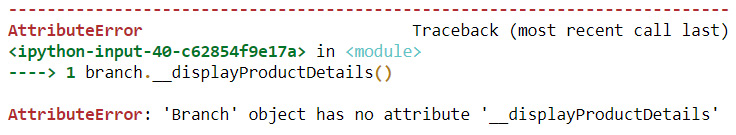 ---------------------------------------------------------------------------
AttributeError                            Traceback (most recent call last)
<ipython-input-40-c62854f9e17a> in <module>
----> 1 branch.__displayProductDetails()
AttributeError: 'Branch' object has no attribute '__displayProductDetails'